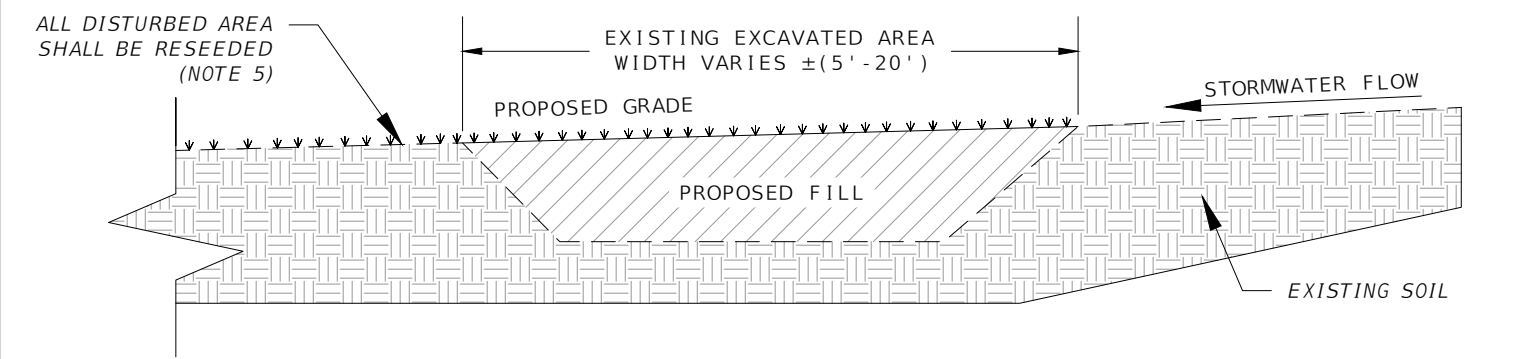 ALL DISTURBED AREA
SHALL BE RESEEDED
(NOTE 5)
EXISTING EXCAVATED AREA
WIDTH VARIES ±(5'-20')
PROPOSED GRADE
STORMWATER FLOW
PROPOSED FILL
EXISTING SOIL